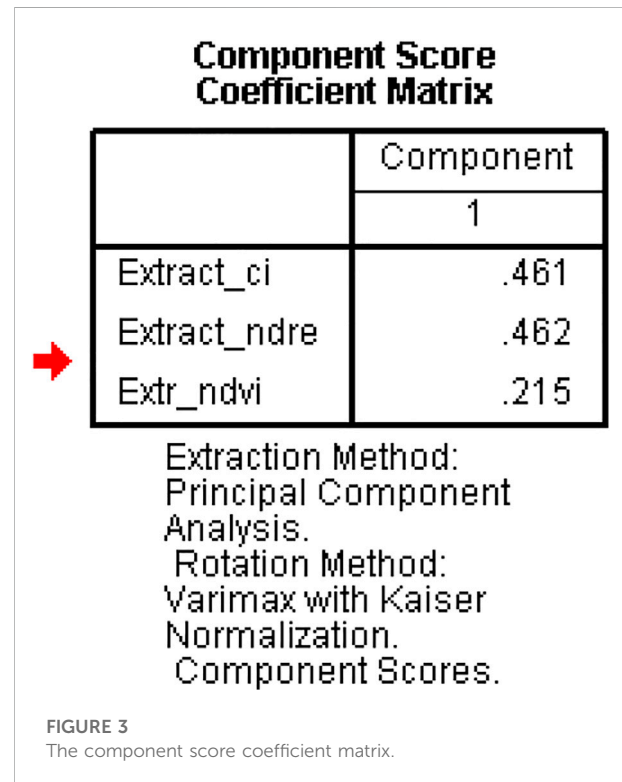 Component Score
Coefficient Matrix
Component
1
Extract_ci .461
Extract_ndre .462
Extr_ndvi .215
Extraction Method:
Principal Component
Analysis.
Rotation Method:
Varimax with Kaiser
Normalization.
Component Scores.
FIGURE 3
The component score coefficient matrix.